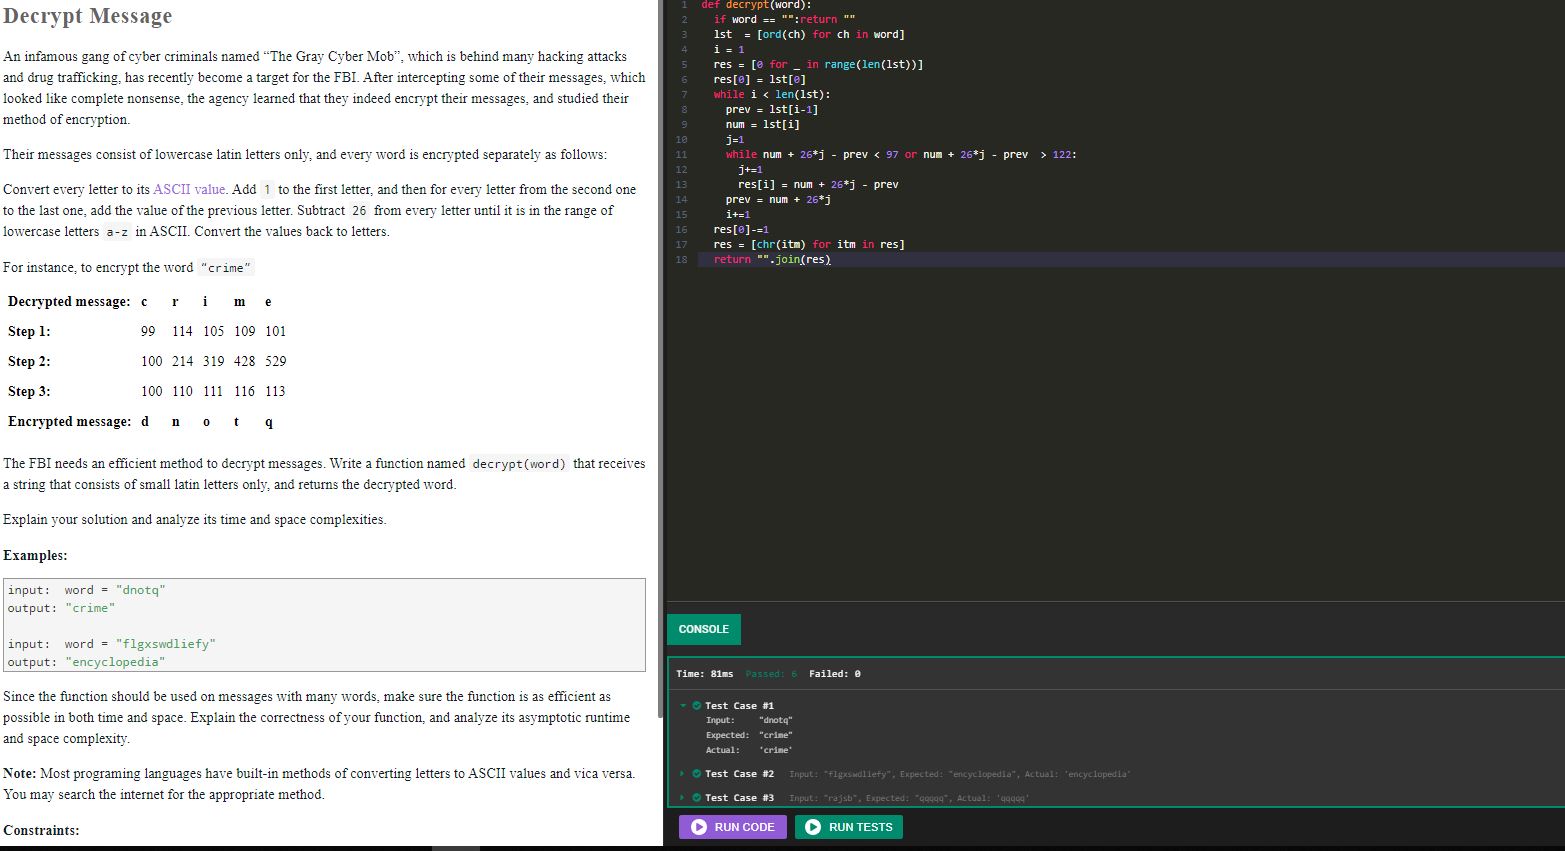 Decrypt Message
An infamous gang of cyber criminals named “The Gray Cyber Mob”, which is behind many hacking attacks
and drug trafficking, has recently become a target for the FBI. After intercepting some of their messages, which
looked like complete nonsense, the agency learned that they indeed encrypt their messages, and studied their
method of encryption.
Their messages consist of lowercase latin letters only, and every word is encrypted separately as follows:
Convert every letter to its ASCII value. Add 1 to the first letter, and then for every letter from the second one
to the last one, add the value of the previous letter. Subtract 26 from every letter until it is in the range of
lowercase letters a-z in ASCII. Convert the values back to letters.
For instance, to encrypt the word “crime”
Decrypted message: c r i m e
Step 1: 99 114 105 109 101
Step 2: 100 214 319 428 529
Step 3: 100 110 111 116 113
Encrypted message: d n o t q
The FBI needs an efficient method to decrypt messages. Write a function named decrypt(word) that receives
a string that consists of small latin letters only, and returns the decrypted word.
Explain your solution and analyze its time and space complexities.
Examples:
input: word = "dnotq"
output: "crime"
input: word = "flgxswdliefy"
output: "encyclopedia"
Since the function should be used on messages with many words, make sure the function is as efficient as
possible in both time and space. Explain the correctness of your function, and analyze its asymptotic runtime
and space complexity.
Note: Most programing languages have built-in methods of converting letters to ASCII values and vica versa.
You may search the internet for the appropriate method.
Constraints:
1 def decrypt(word):
2 if word == "":return ""
3 lst = [ord(ch) for ch in word]
4 i = 1
5 res = [0 for _ in range(len(lst))]
6 res[0] = lst[0]
7 while i < len(lst):
8 prev = lst[i-1]
9 num = lst[i]
10 j=1
11 while num + 26*j - prev < 97 or num + 26*j - prev > 122:
12 j+=1
13 res[i] = num + 26*j - prev
14 prev = num + 26*j
15 i+=1
16 res[0]-=1
17 res = [chr(itm) for itm in res]
18 return "".join(res)
CONSOLE
Time: 81ms Passed: 6 Failed: 0
Test Case #1
Input: "dnotq"
Expected: "crime"
Actual: 'crime'
Test Case #2 Input: "flgxswdliefy", Expected: "encyclopedia", Actual: 'encyclopedia'
Test Case #3 Input: "rajsb", Expected: "qqqqq", Actual: 'qqqqq'
RUN CODE RUN TESTS